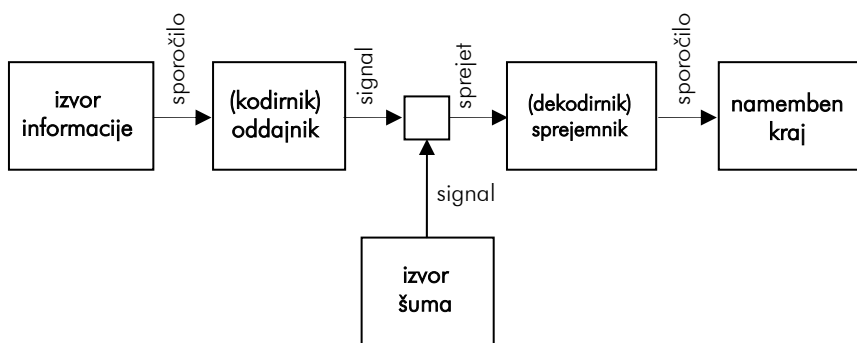 izvor
informacije
sporočilo
(kodirnik)
oddajnik
signal
sprejet
(dekodirnik)
sprejemnik
sporočilo
namemben
kraj
signal
izvor
šuma